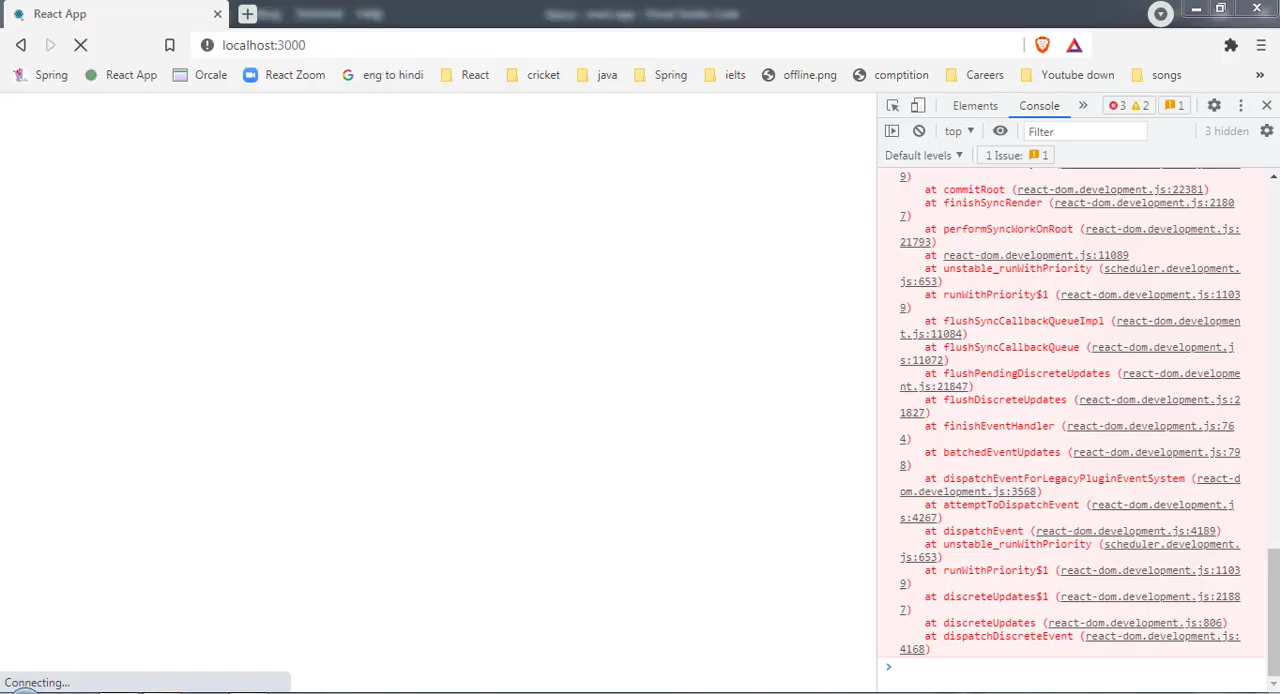 React App
localhost:3000
Spring React App Orcale React Zoom eng to hindi React cricket java Spring ielts offline.png comptition Careers Youtube down songs »
Elements Console » 3 2 1
top Filter 3 hidden
Default levels 1 Issue: 1
9)
at commitRoot (react-dom.development.js:22381)
at finishSyncRender (react-dom.development.js:2180
7)
at performSyncWorkOnRoot (react-dom.development.js:
21793)
at react-dom.development.js:11089
at unstable_runWithPriority (scheduler.development.
js:653)
at runWithPriority$1 (react-dom.development.js:1103
9)
at flushSyncCallbackQueueImpl (react-dom.developmen
t.js:11084)
at flushSyncCallbackQueue (react-dom.development.j
s:11072)
at flushPendingDiscreteUpdates (react-dom.developme
nt.js:21847)
at flushDiscreteUpdates (react-dom.development.js:2
1827)
at finishEventHandler (react-dom.development.js:76
4)
at batchedEventUpdates (react-dom.development.js:79
8)
at dispatchEventForLegacyPluginEventSystem (react-d
om.development.js:3568)
at attemptToDispatchEvent (react-dom.development.j
s:4267)
at dispatchEvent (react-dom.development.js:4189)
at unstable_runWithPriority (scheduler.development.
js:653)
at runWithPriority$1 (react-dom.development.js:1103
9)
at discreteUpdates$1 (react-dom.development.js:2188
7)
at discreteUpdates (react-dom.development.js:806)
at dispatchDiscreteEvent (react-dom.development.js:
4168)
>
Connecting...